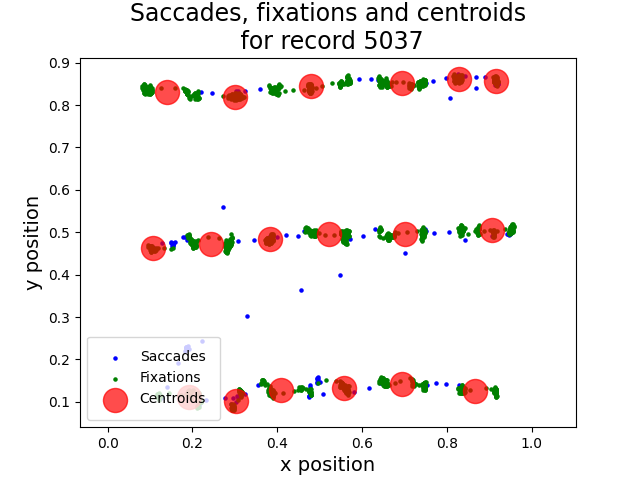 Saccades, fixations and centroids
for record 5037
y position
0.9
0.8
0.7
0.6
0.5
0.4
0.3
0.2
0.1
Saccades
Fixations
Centroids
0.0 0.2 0.4 0.6 0.8 1.0
x position